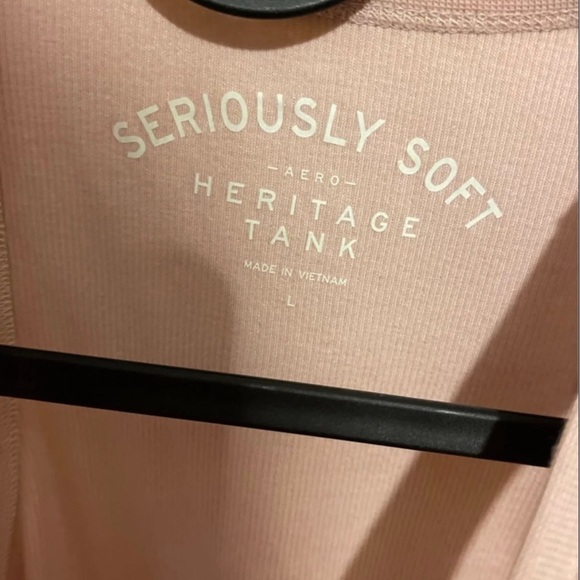 SERIOUSLY SOFT
—AERO—
HERITAGE
TANK
MADE IN VIETNAM
L